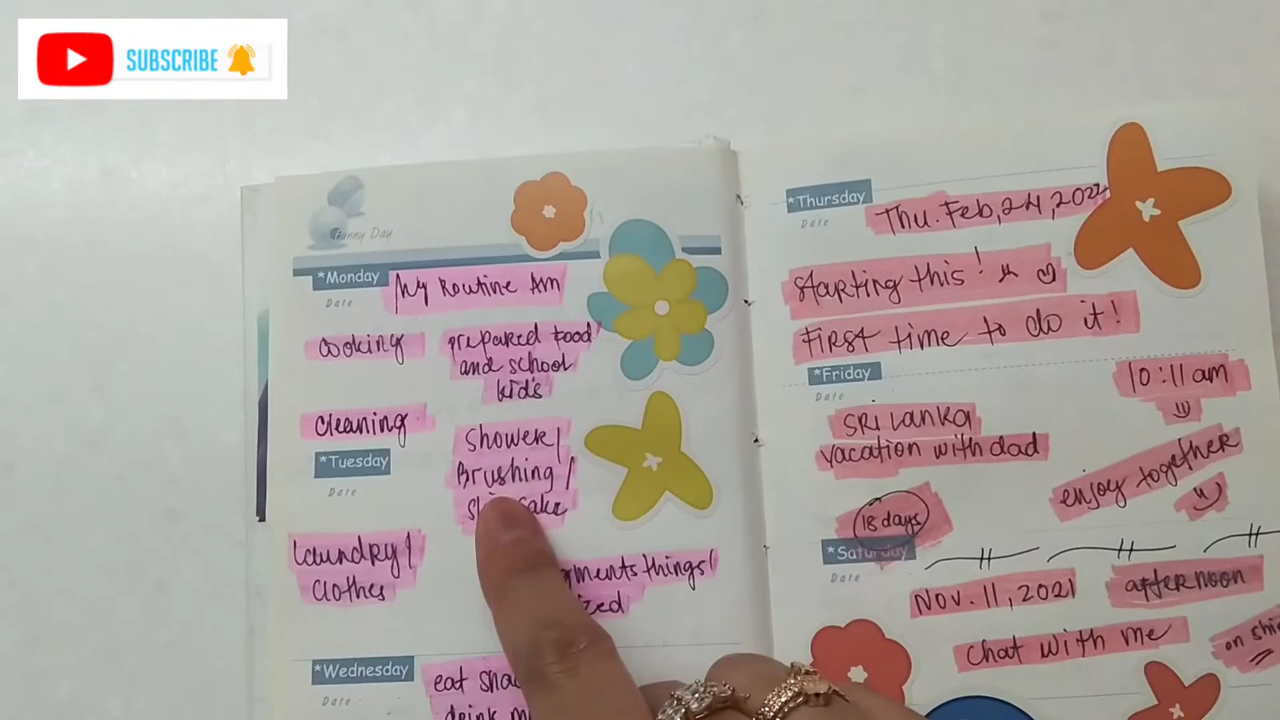 SUBSCRIBE
Funny Day
*Monday
Date
My Routine Am
cooking
prepared food
and school
kid's
cleaning
*Tuesday
Date
shower/
Brushing/
Laundry/
clothes
things/
*Wednesday
Date
eat
drink
*Thursday
Date
Thu. Feb, 24, 2022
starting this!
First time to do it!
*Friday
Date
10:11 am
SRI Lanka
vacation with dad
enjoy together
18 days
*Saturday
Date
Nov. 11, 2021
afternoon
chat with me
on